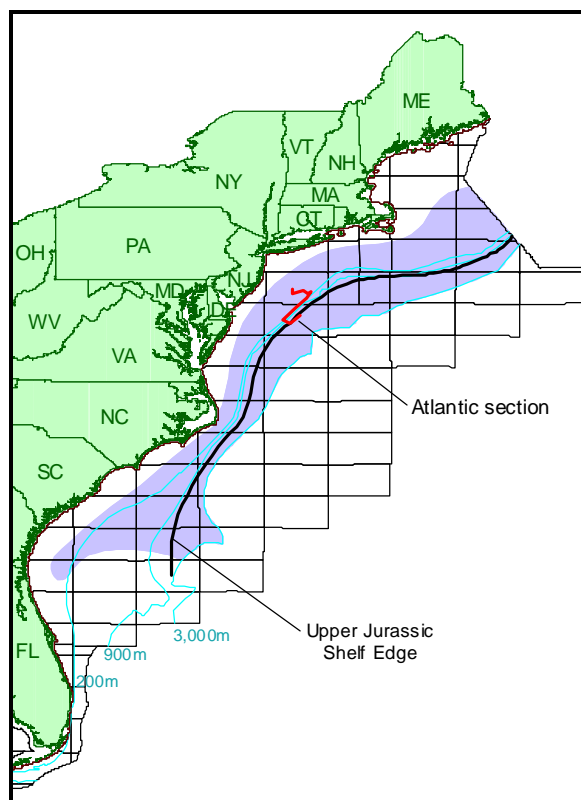 ME
VT
NH
NY
MA
CT
PA
OH
NJ
MD
DE
WV
VA
Atlantic section
NC
SC
Upper Jurassic
Shelf Edge
3,000m
FL
900m
200m